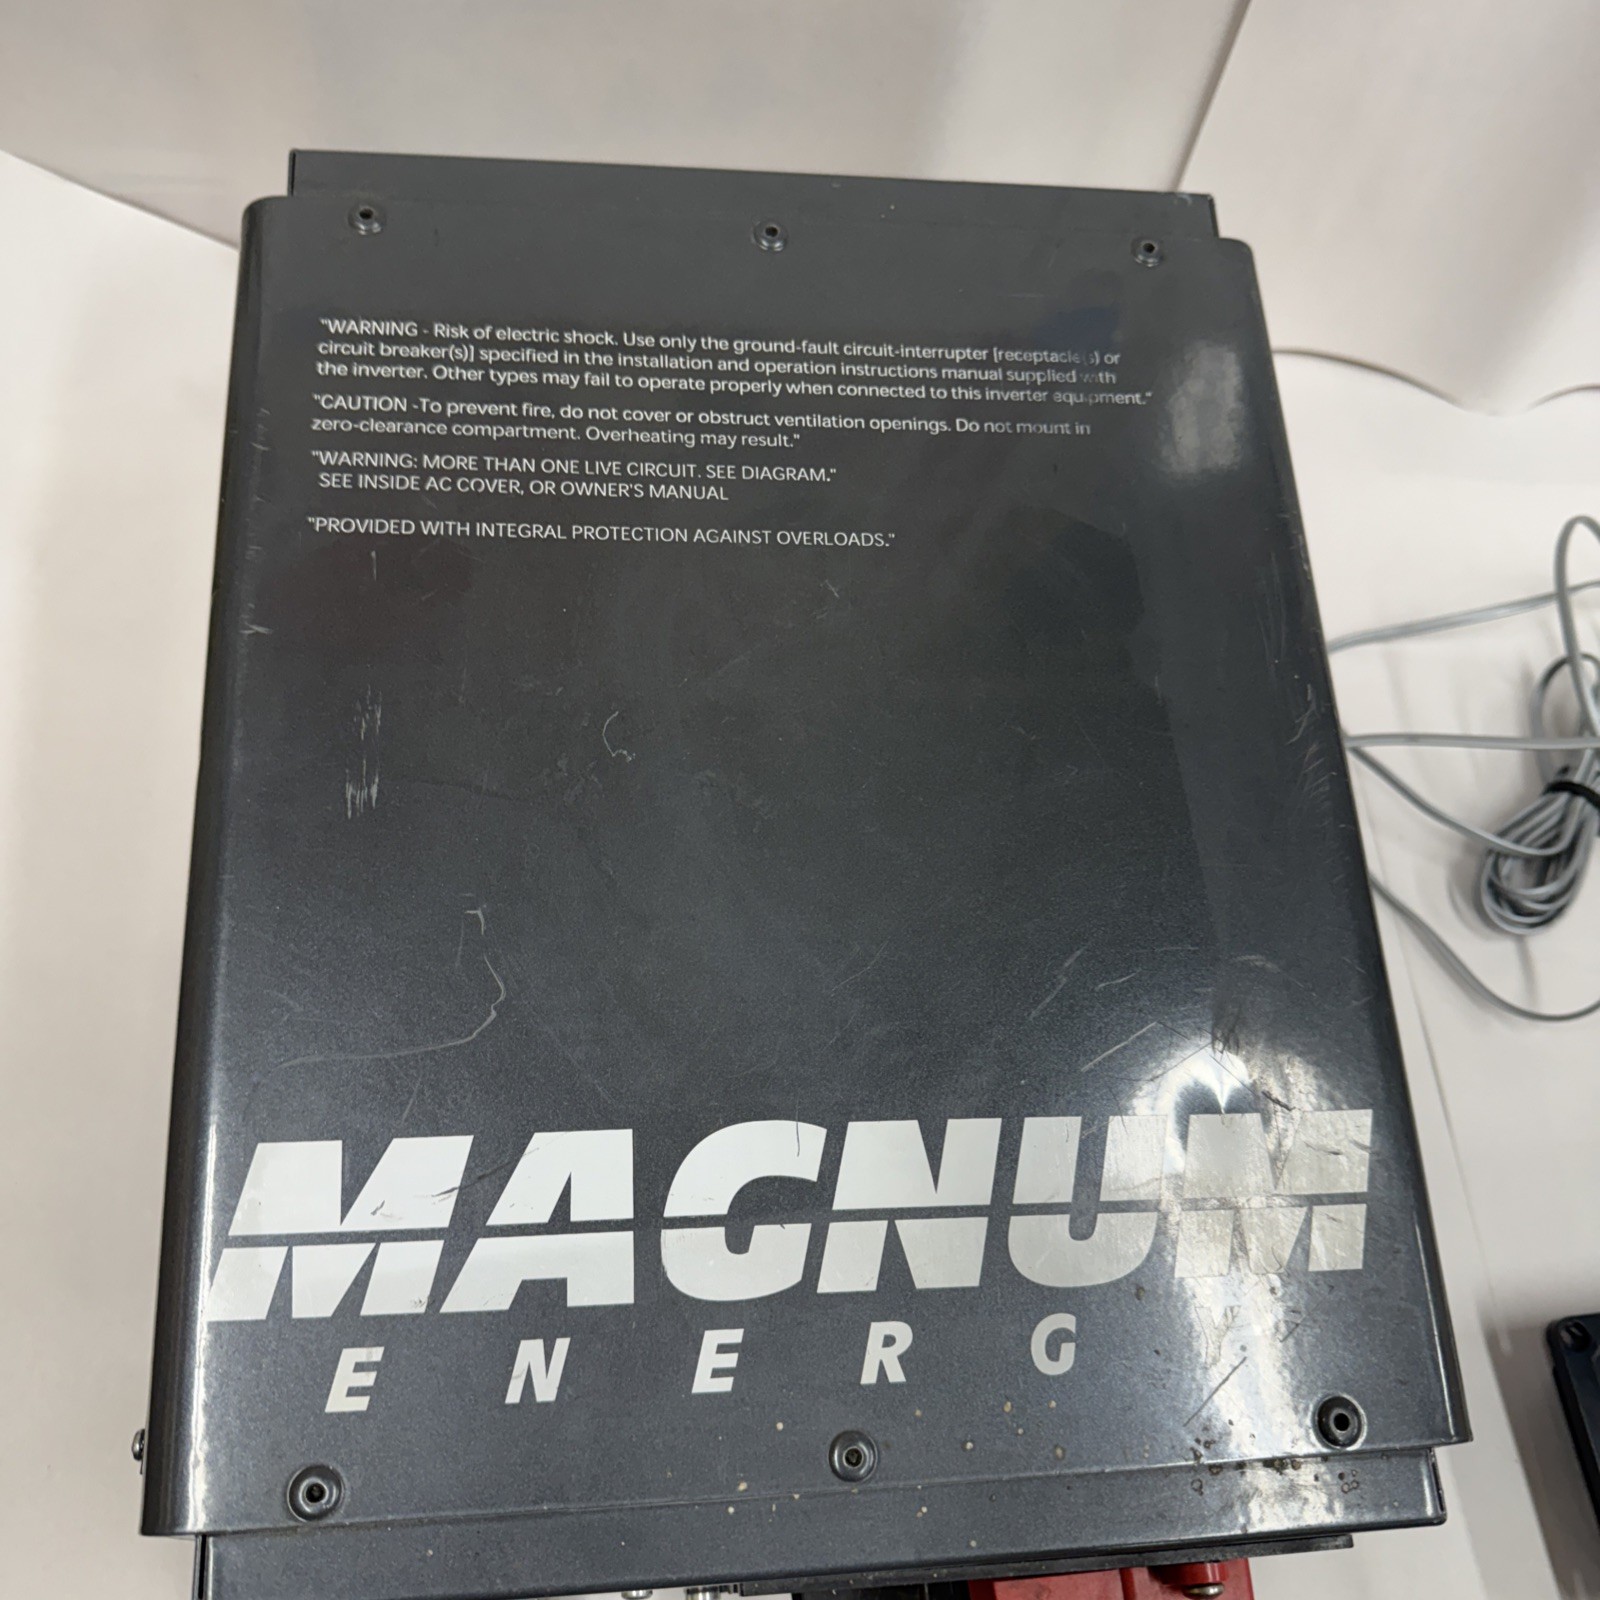 "WARNING - Risk of electric shock. Use only the ground-fault circuit-interrupter [receptacle(s) or
circuit breaker(s)] specified in the installation and operation instructions manual supplied with
the inverter. Other types may fail to operate properly when connected to this inverter equipment."
"CAUTION -To prevent fire, do not cover or obstruct ventilation openings. Do not mount in
zero-clearance compartment. Overheating may result."
"WARNING: MORE THAN ONE LIVE CIRCUIT. SEE DIAGRAM."
SEE INSIDE AC COVER, OR OWNER'S MANUAL
"PROVIDED WITH INTEGRAL PROTECTION AGAINST OVERLOADS."
MAGNUM
ENERGY